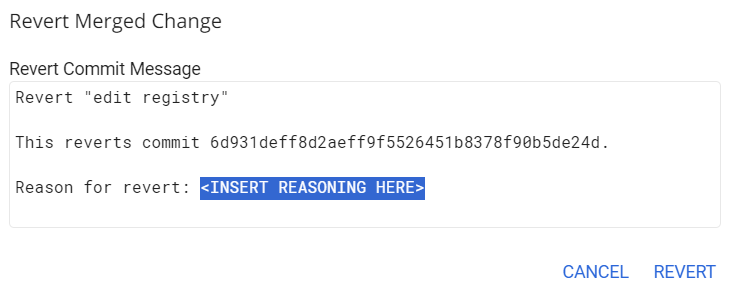 Revert Merged Change
Revert Commit Message
Revert "edit registry"
This reverts commit 6d931deff8d2aeff9f5526451b8378f90b5de24d.
Reason for revert: <INSERT REASONING HERE>
CANCEL REVERT